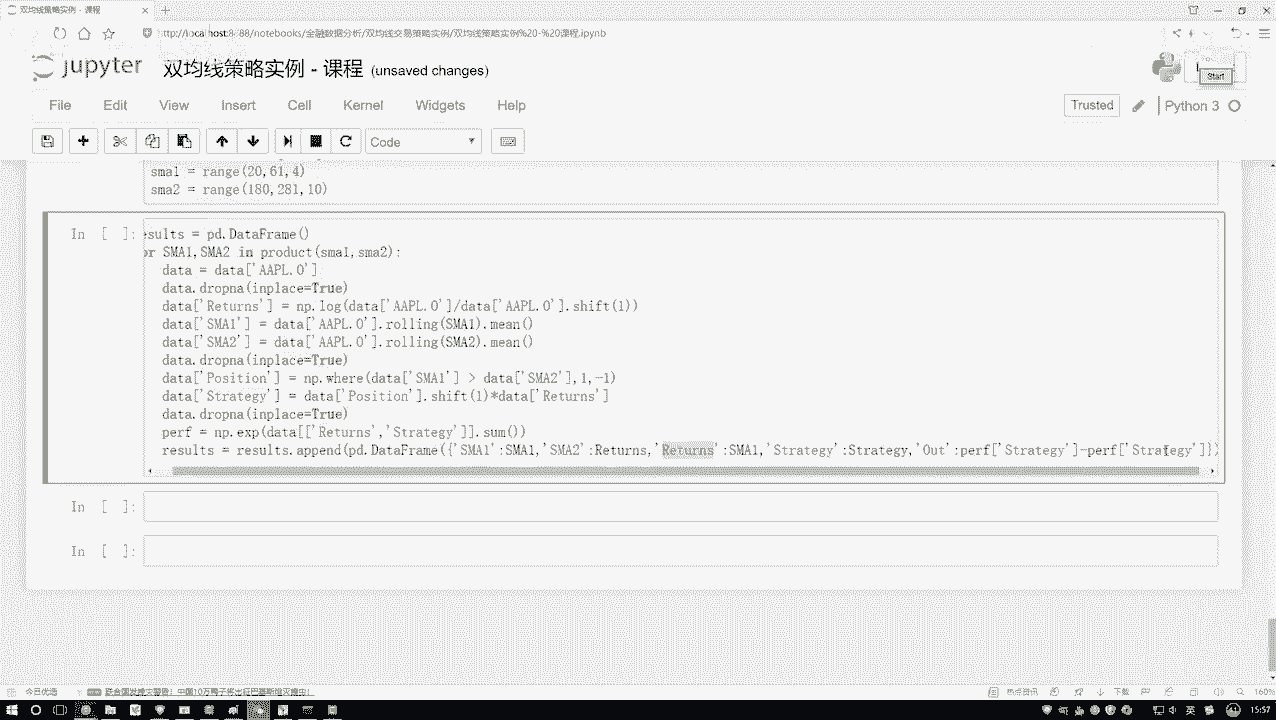 双均线策略实例 - 课程
http://localhost:8888/notebooks/金融数据分析/双均线交易策略实例/双均线策略实例%20-%20课程.ipynb
jupyter 双均线策略实例 - 课程 (unsaved changes)
Start
File Edit View Insert Cell Kernel Widgets Help
Trusted Python 3
Code
sma1 = range(20,61,4)
sma2 = range(180,281,10)
In [ ]:
sults = pd.DataFrame()
or SMA1,SMA2 in product(sma1,sma2):
data = data['AAPL.O']
data.dropna(inplace=True)
data['Returns'] = np.log(data['AAPL.O']/data['AAPL.O'].shift(1))
data['SMA1'] = data['AAPL.O'].rolling(SMA1).mean()
data['SMA2'] = data['AAPL.O'].rolling(SMA2).mean()
data.dropna(inplace=True)
data['Position'] = np.where(data['SMA1'] > data['SMA2'],1,-1)
data['Strategy'] = data['Position'].shift(1)*data['Returns']
data.dropna(inplace=True)
perf = np.exp(data[['Returns','Strategy']].sum())
results = results.append(pd.DataFrame({'SMA1':SMA1,'SMA2':Returns,'Returns':SMA1,'Strategy':Strategy,'Out':perf['Strategy']-perf['Strategy']})
In [ ]:
In [ ]:
今日优选
热点资讯
下载
160%
英
15:57